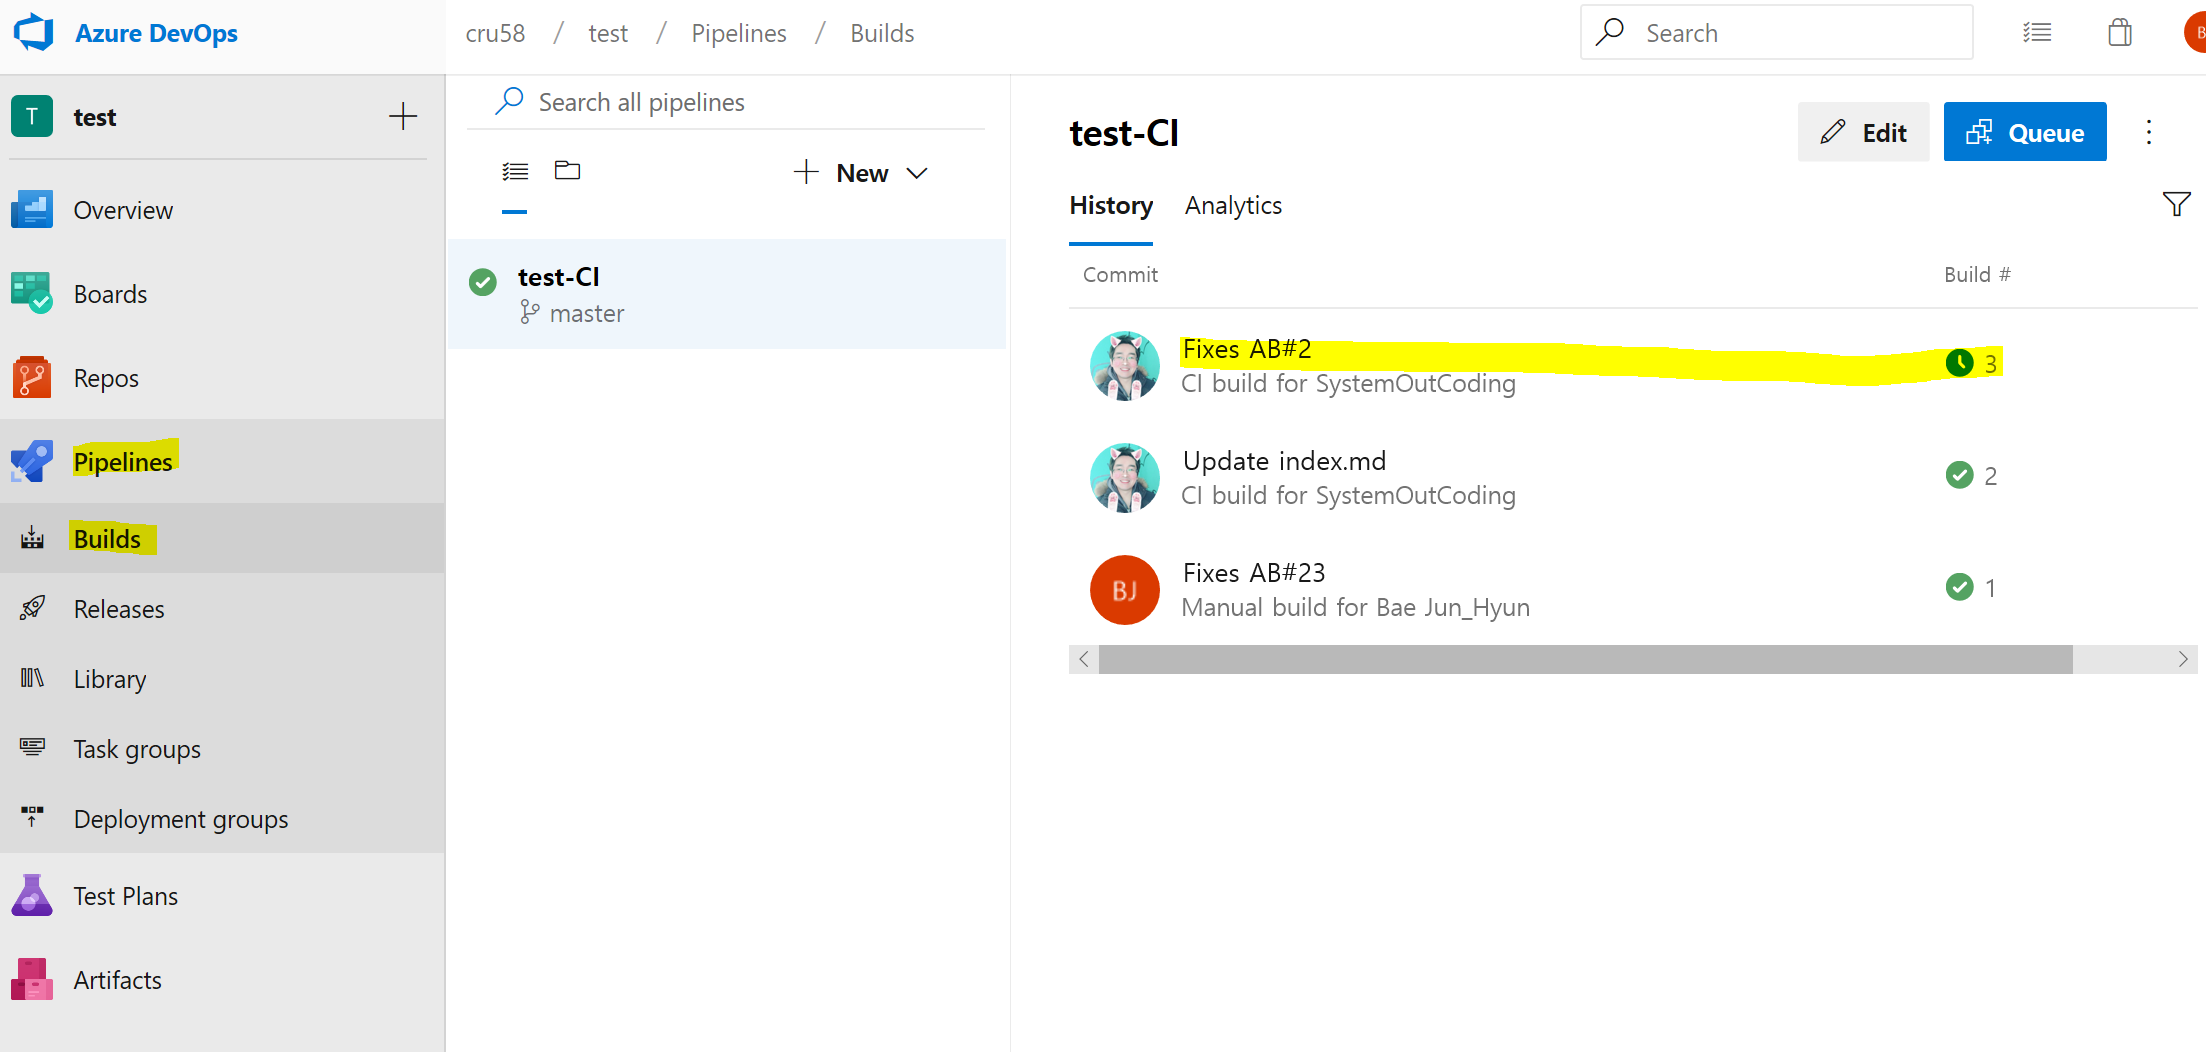 Azure DevOps
cru58 / test / Pipelines / Builds
Search
B
T test
Overview
Boards
Repos
Pipelines
Builds
Releases
Library
Task groups
Deployment groups
Test Plans
Artifacts
Search all pipelines
New
test-CI
master
test-CI
Edit
Queue
History Analytics
Commit Build #
Fixes AB#2 3
CI build for SystemOutCoding
Update index.md 2
CI build for SystemOutCoding
BJ
Fixes AB#23 1
Manual build for Bae Jun_Hyun